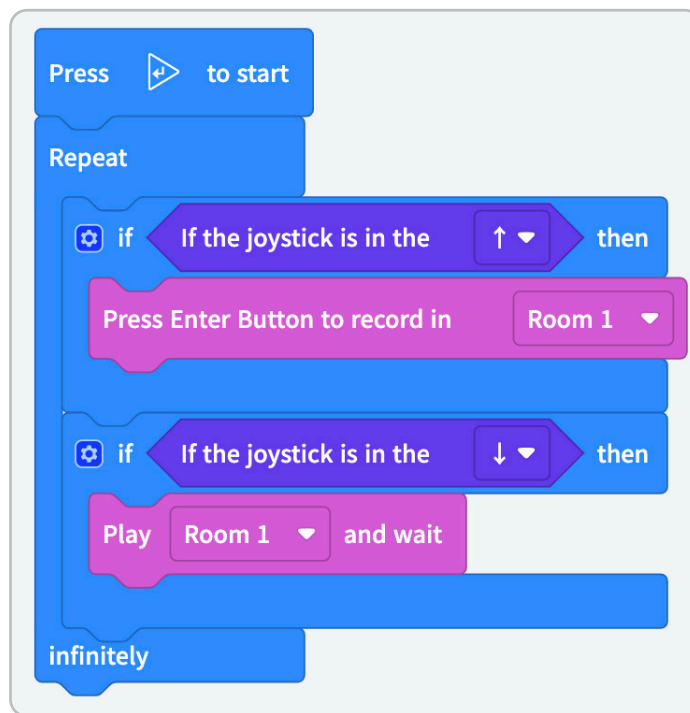 Press to start
Repeat
if If the joystick is in the ↑ then
Press Enter Button to record in Room 1
if If the joystick is in the ↓ then
Play Room 1 and wait
infinitely